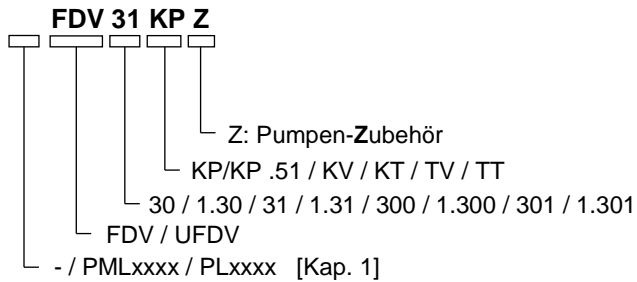 FDV 31 KP Z
Z: Pumpen-Zubehör
KP/KP .51 / KV / KT / TV / TT
30 / 1.30 / 31 / 1.31 / 300 / 1.300 / 301 / 1.301
FDV / UFDV
- / PMLxxxx / PLxxxx [Kap. 1]